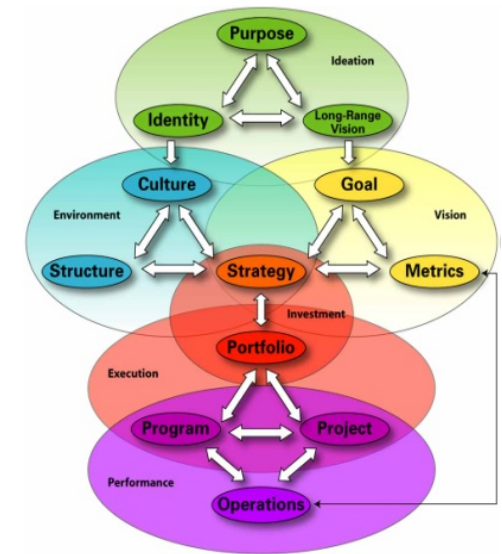 Purpose
Ideation
Identity
Long-Range
Vision
Culture
Goal
Environment
Vision
Structure
Strategy
Metrics
Investment
Portfolio
Execution
Program
Project
Performance
Operations